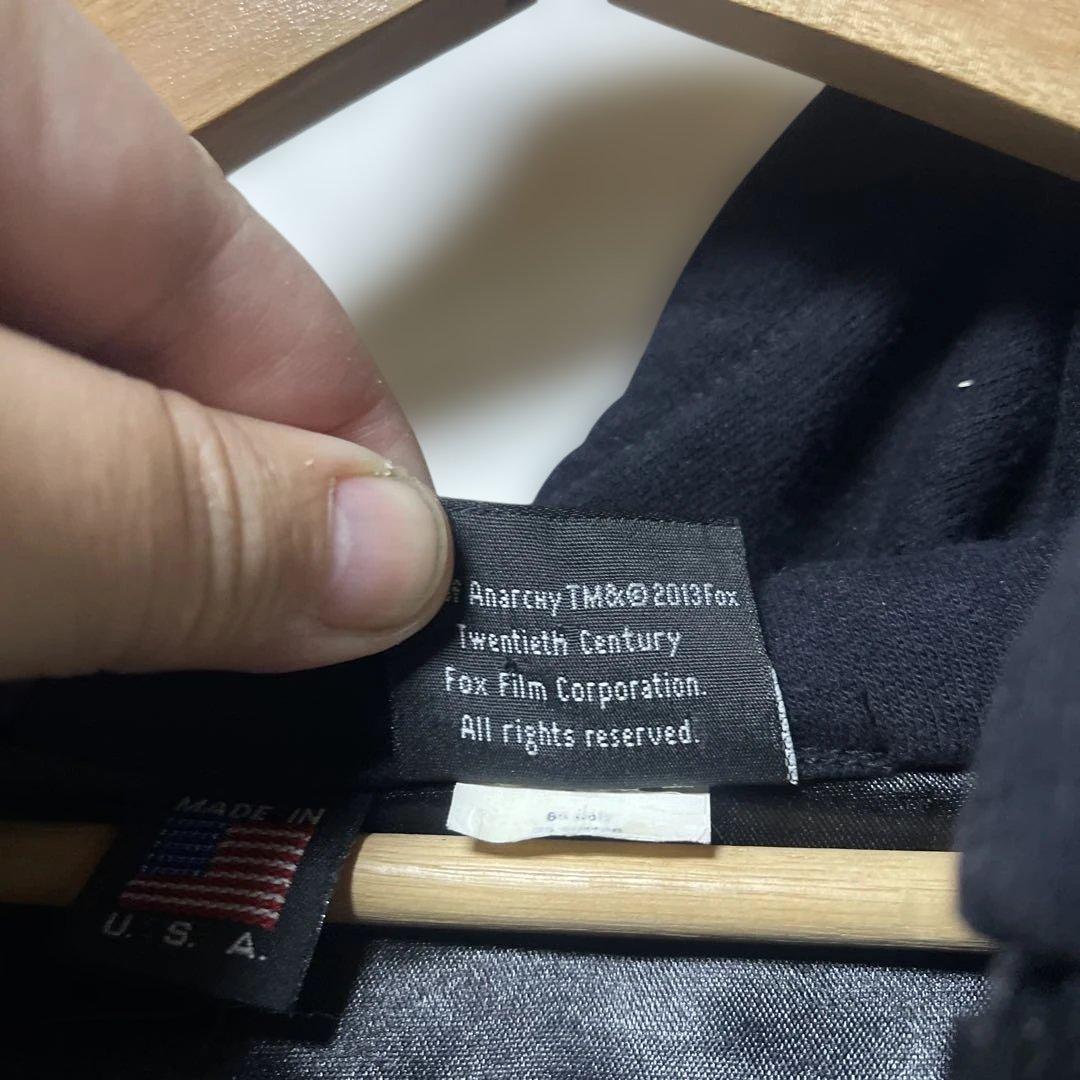 Anarchy TM&© 2013 Fox
Twentieth Century
Fox Film Corporation.
All rights reserved.
MADE IN
U. S. A.